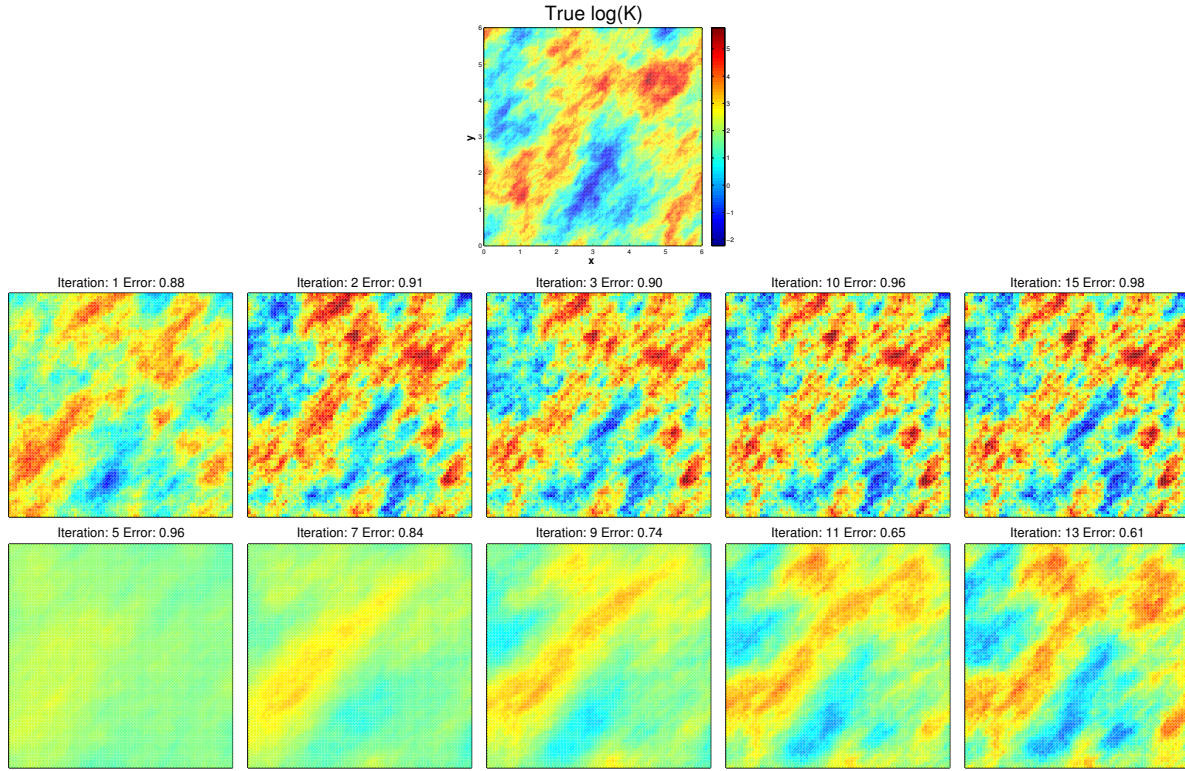 True log(K)
6
5
4
3
2
1
0
y
0 1 2 3 4 5 6
x
5
4
3
2
1
0
−1
−2
Iteration: 1 Error: 0.88
Iteration: 2 Error: 0.91
Iteration: 3 Error: 0.90
Iteration: 10 Error: 0.96
Iteration: 15 Error: 0.98
Iteration: 5 Error: 0.96
Iteration: 7 Error: 0.84
Iteration: 9 Error: 0.74
Iteration: 11 Error: 0.65
Iteration: 13 Error: 0.61